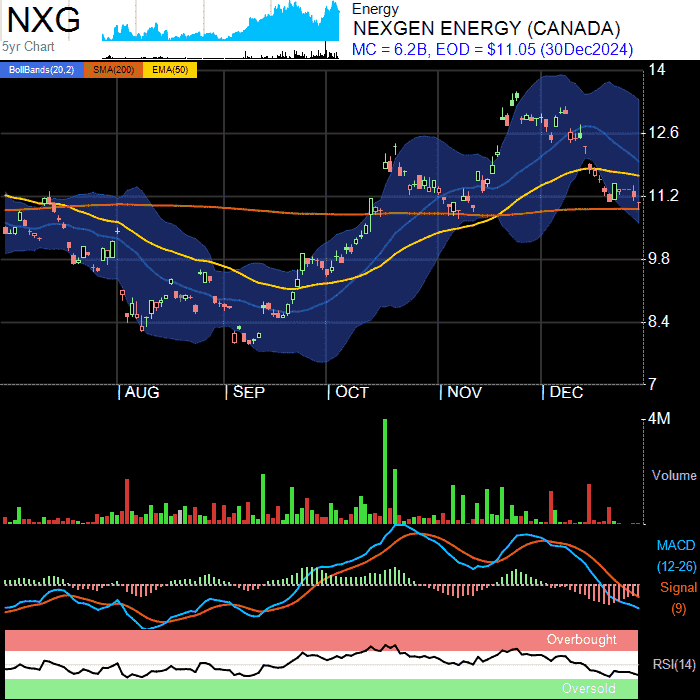 NXG
5yr Chart
Energy
NEXGEN ENERGY (CANADA)
MC = 6.2B, EOD = $11.05 (30Dec2024)
BollBands(20,2) SMA(200) EMA(50)
14
12.6
11.2
9.8
8.4
7
AUG SEP OCT NOV DEC
4M
Volume
MACD
(12-26)
Signal
(9)
Overbought
RSI(14)
Oversold